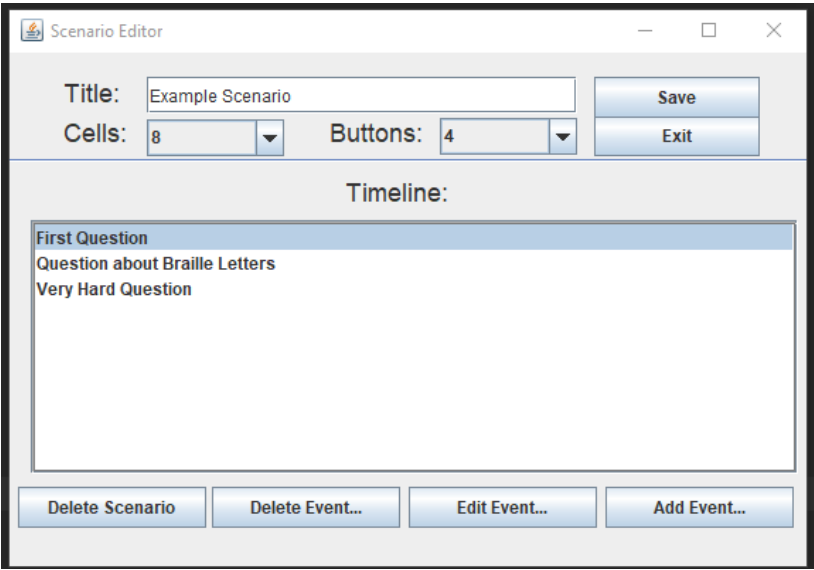 Scenario Editor
Title: Example Scenario Save
Cells: 8 Buttons: 4 Exit
Timeline:
First Question
Question about Braille Letters
Very Hard Question
Delete Scenario Delete Event... Edit Event... Add Event...